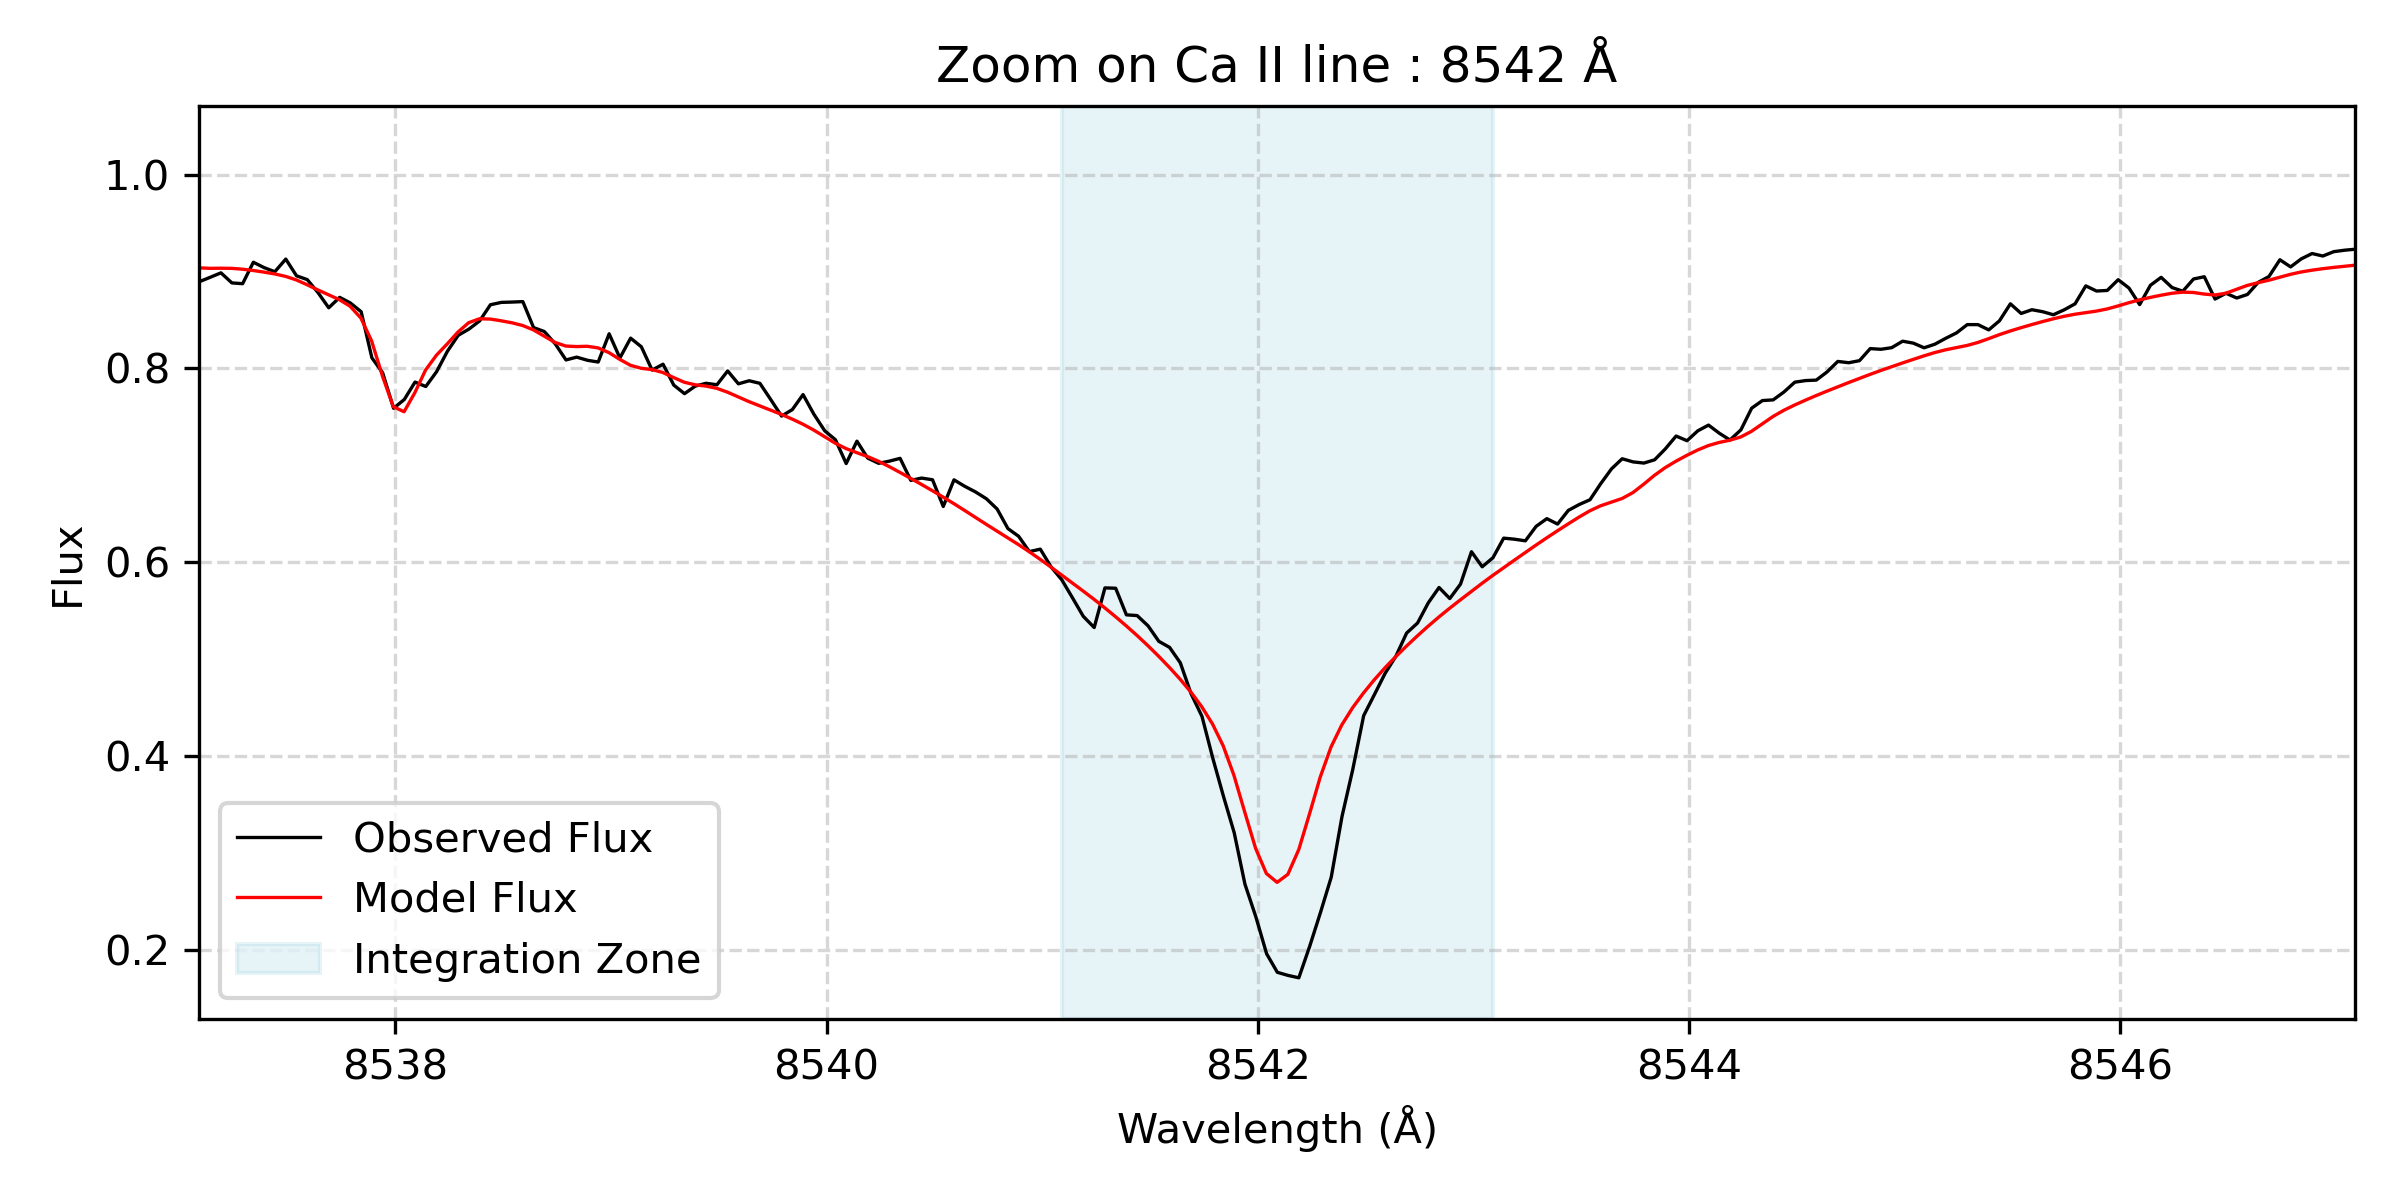 Zoom on Ca II line : 8542 Å
Flux
1.0
0.8
0.6
0.4
0.2
Observed Flux
Model Flux
Integration Zone
8538
8540
8542
8544
8546
Wavelength (Å)